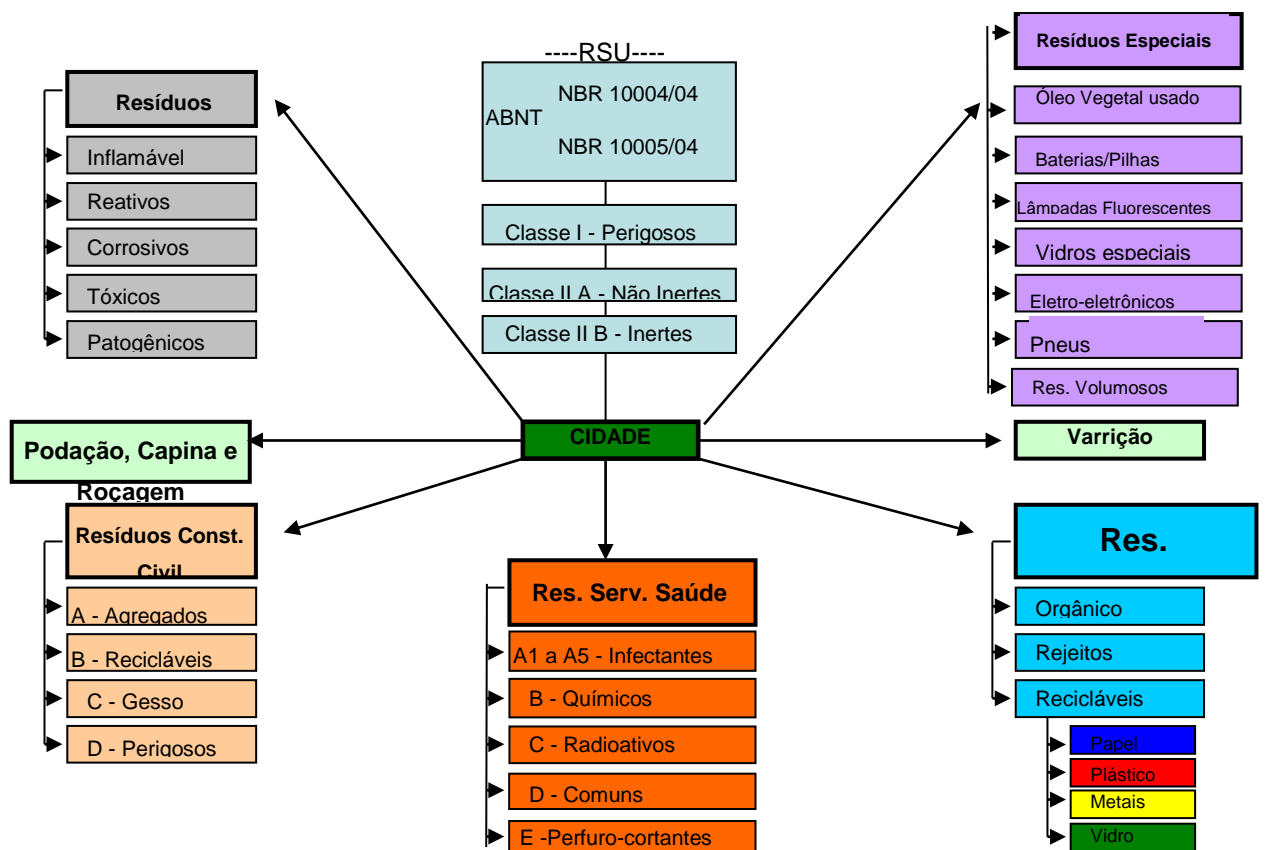 ----RSU----
ABNT
NBR 10004/04
NBR 10005/04
Classe I - Perigosos
Classe II A - Não Inertes
Classe II B - Inertes
Resíduos
Inflamável
Reativos
Corrosivos
Tóxicos
Patogênicos
Resíduos Especiais
Óleo Vegetal usado
Baterias/Pilhas
Lâmpadas Fluorescentes
Vidros especiais
Eletro-eletrônicos
Pneus
Res. Volumosos
CIDADE
Podação, Capina e
Roçagem
Varrição
Resíduos Const.
Civil
A - Agregados
B - Recicláveis
C - Gesso
D - Perigosos
Res. Serv. Saúde
A1 a A5 - Infectantes
B - Químicos
C - Radioativos
D - Comuns
E -Perfuro-cortantes
Res.
Orgânico
Rejeitos
Recicláveis
Papel
Plástico
Metais
Vidro